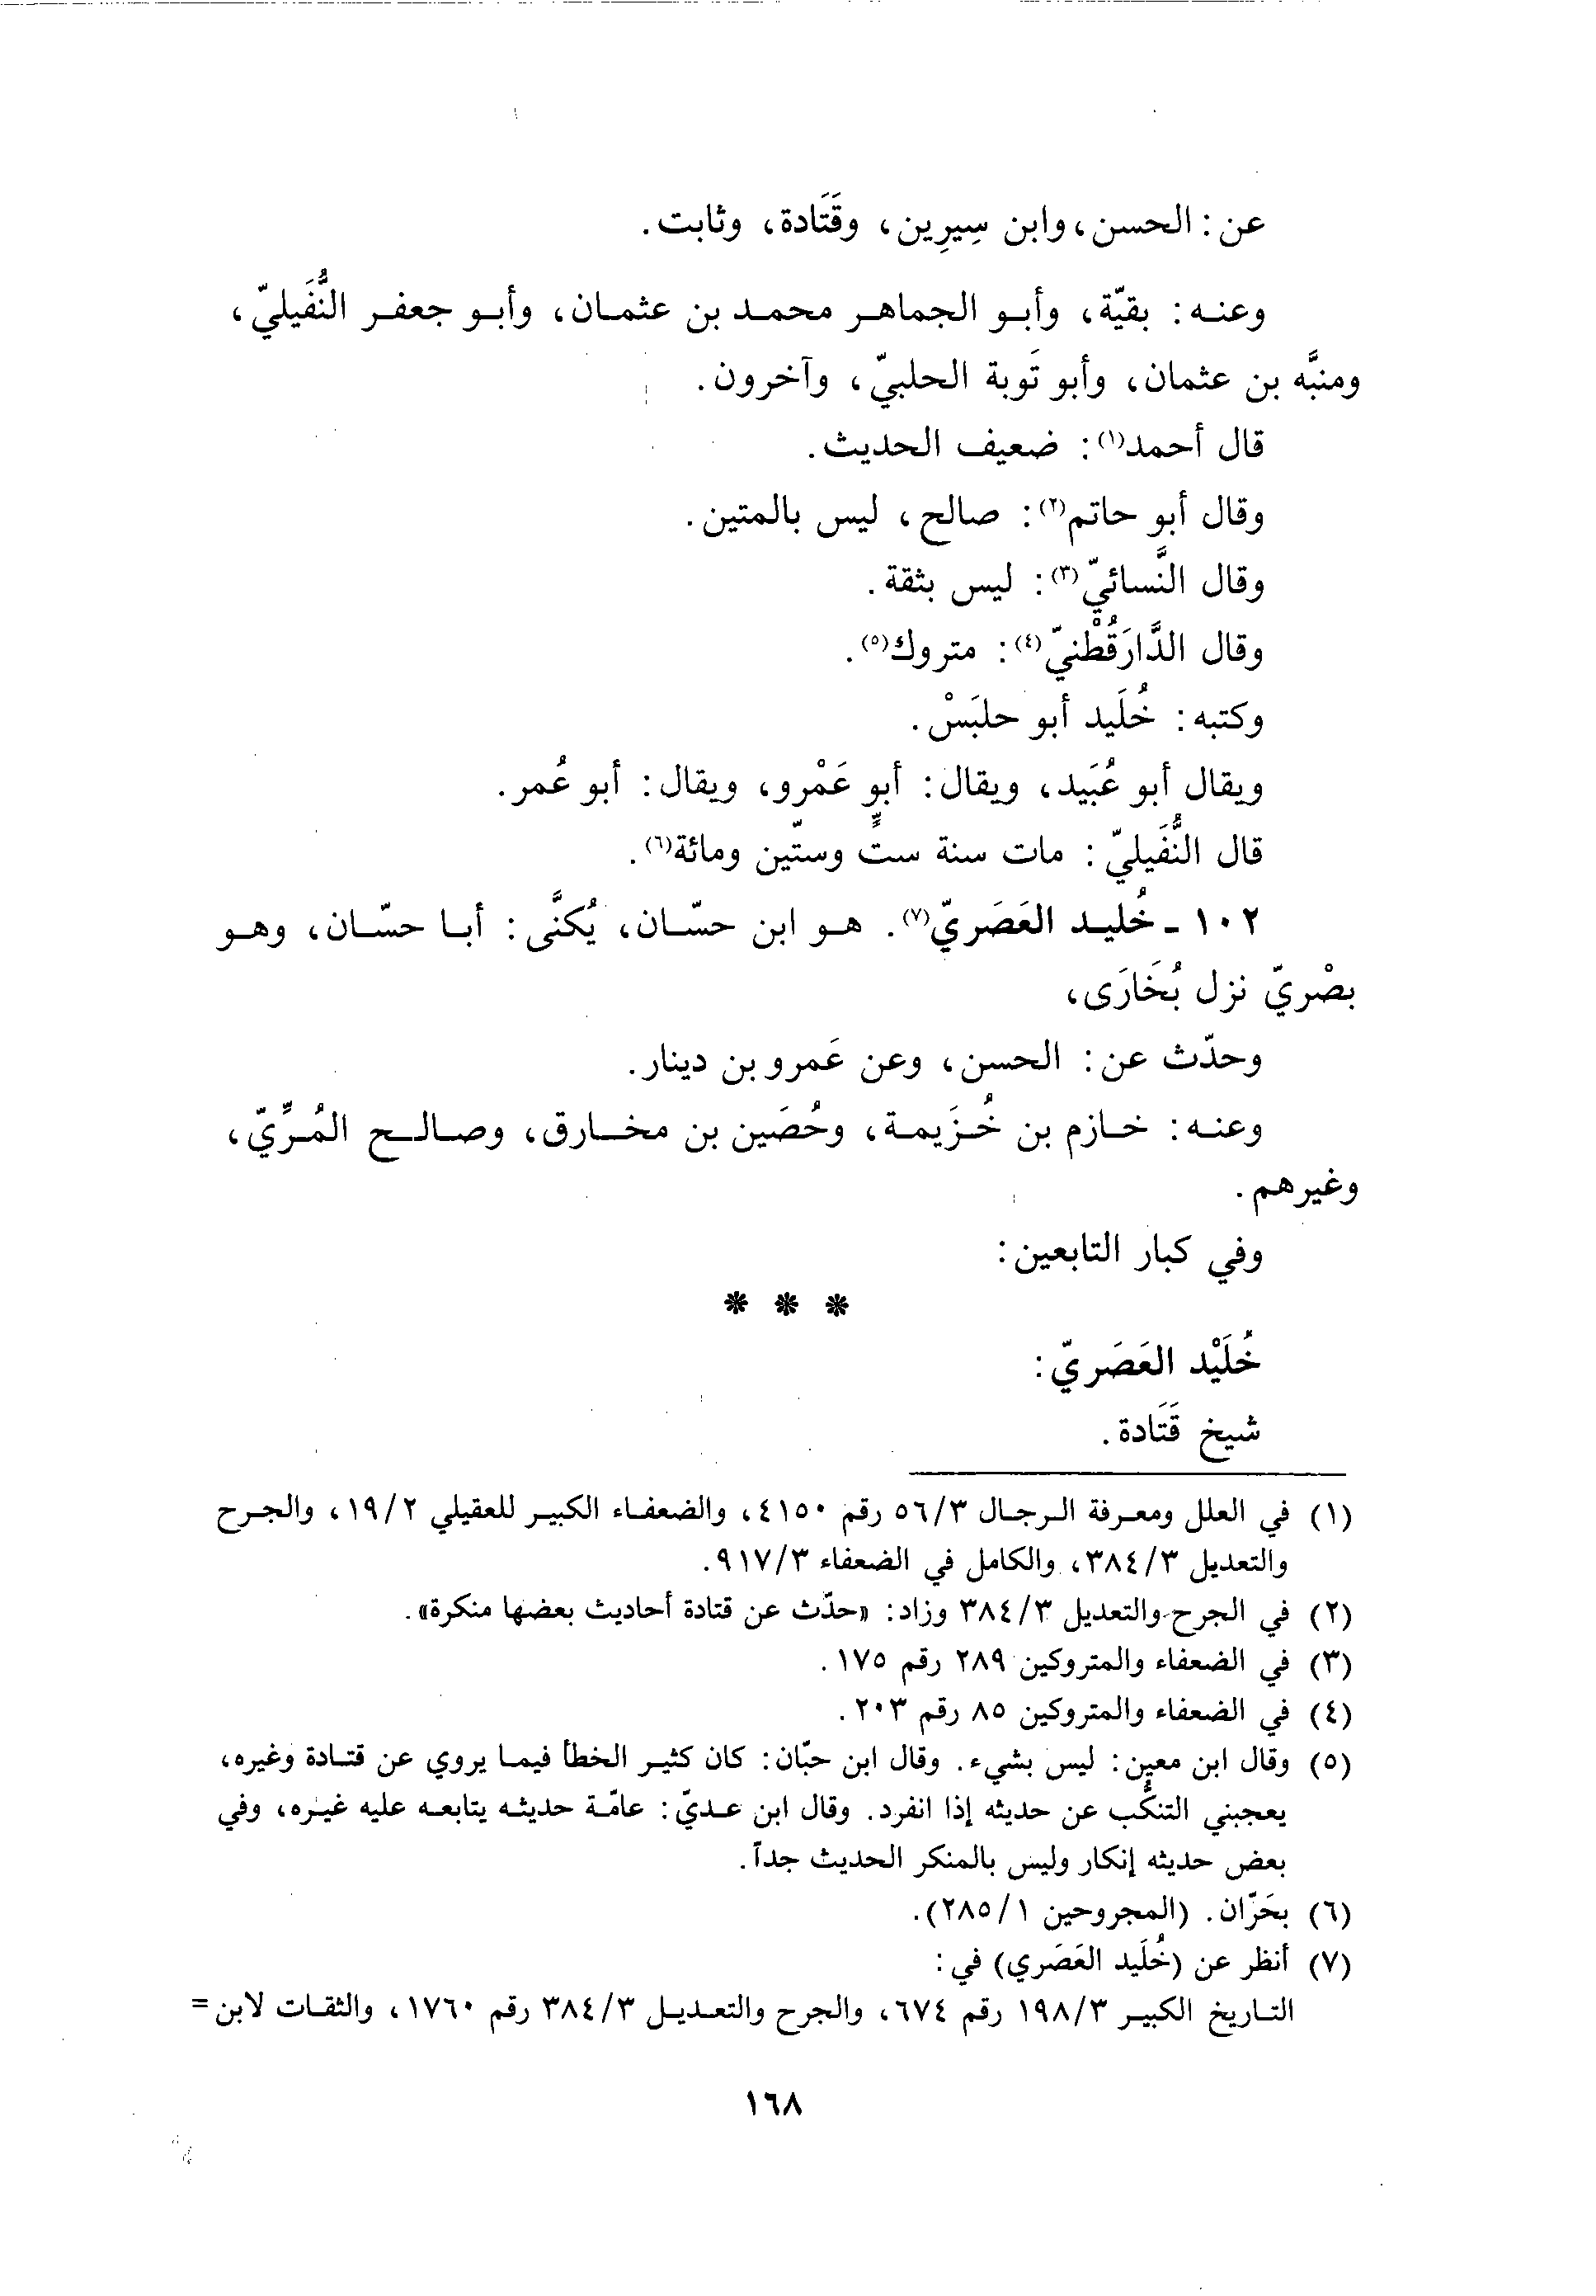 عن: الحسن، وابن سِيرِين، وقَتَادة، وثابت.
وعنه: بقيّة، وأبو الجماهر محمد بن عثمان، وأبو جعفر النُّفَيليّ،
ومنبَّه بن عثمان، وأبو تَوبة الحلبيّ، وآخرون.
قال أحمد(١): ضعيف الحديث.
وقال أبو حاتم(٢): صالح، ليس بالمتين.
وقال النَّسائيّ(٣): ليس بثقة.
وقال الدَّارَقُطْنيّ(٤): متروك(٥).
وكتبه: خُلَيد أبو حلبَسْ.
ويقال أبو عُبَيد، ويقال: أبو عَمْرو، ويقال: أبو عُمر.
قال النُّفَيليّ: مات سنة ستٍّ وستّين ومائة(٦).
١٠٢ - خُليد العَصَريّ(٧). هو ابن حسّان، يُكنَّى: أبا حسّان، وهو
بصْريّ نزل بُخَارَى،
وحدّث عن: الحسن، وعن عَمرو بن دينار.
وعنه: خازم بن خُزَيمة، وحُصَين بن مخارق، وصالح المُرِّيّ،
وغيرهم.
وفي كبار التابعين:
* * *
خُلَيْد العَصَريّ:
شيخ قَتَادة.
(١) في العلل ومعرفة الرجال ٥٦/٣ رقم ٤١٥٠، والضعفاء الكبير للعقيلي ١٩/٢، والجرح
والتعديل ٣٨٤/٣، والكامل في الضعفاء ٩١٧/٣.
(٢) في الجرح والتعديل ٣٨٤/٣ وزاد: «حدّث عن قتادة أحاديث بعضها منكرة».
(٣) في الضعفاء والمتروكين ٢٨٩ رقم ١٧٥.
(٤) في الضعفاء والمتروكين ٨٥ رقم ٢٠٣.
(٥) وقال ابن معين: ليس بشيء. وقال ابن حبّان: كان كثير الخطأ فيما يروي عن قتادة وغيره،
يعجبني التنكُّب عن حديثه إذا انفرد. وقال ابن عديّ: عامّة حديثه يتابعه عليه غيره، وفي
بعض حديثه إنكار وليس بالمنكر الحديث جداً.
(٦) بحَرّان. (المجروحين ٢٨٥/١).
(٧) أنظر عن (خُلَيد العَصَري) في:
التاريخ الكبير ١٩٨/٣ رقم ٦٧٤، والجرح والتعديل ٣٨٤/٣ رقم ١٧٦٠، والثقات لابن =
١٦٨